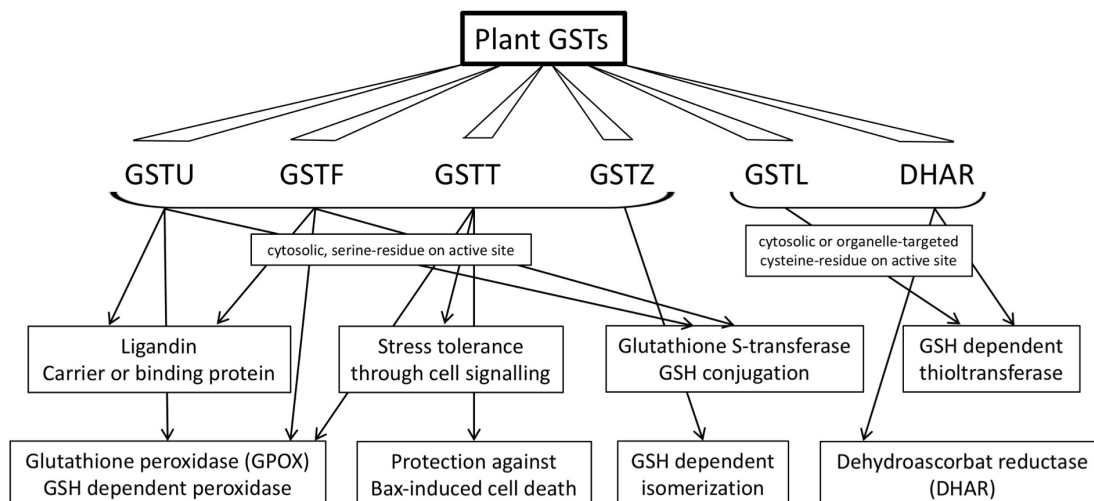 Plant GSTs
GSTU
GSTF
GSTT
GSTZ
GSTL
DHAR
cytosolic, serine-residue on active site
cytosolic or organelle-targeted
cysteine-residue on active site
Ligandin
Carrier or binding protein
Stress tolerance
through cell signalling
Glutathione S-transferase
GSH conjugation
GSH dependent
thioltransferase
Glutathione peroxidase (GPOX)
GSH dependent peroxidase
Protection against
Bax-induced cell death
GSH dependent
isomerization
Dehydroascorbat reductase
(DHAR)